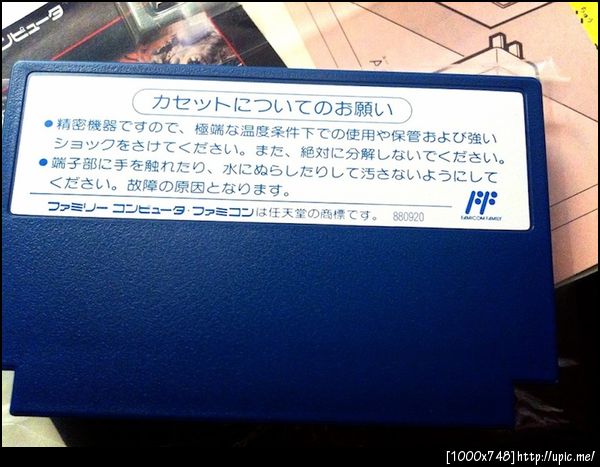 ンピュータ
カセットについてのお願い
●精密機器ですので、極端な温度条件下での使用や保管および強い
ショックをさけてください。また、絶対に分解しないでください。
●端子部に手を触れたり、水にぬらしたりして汚さないようにして
ください。故障の原因となります。
ファミリー コンピュータ・ファミコンは任天堂の商標です。 880920
FAMICOM FAMILY
[1000x748]http://upic.me/